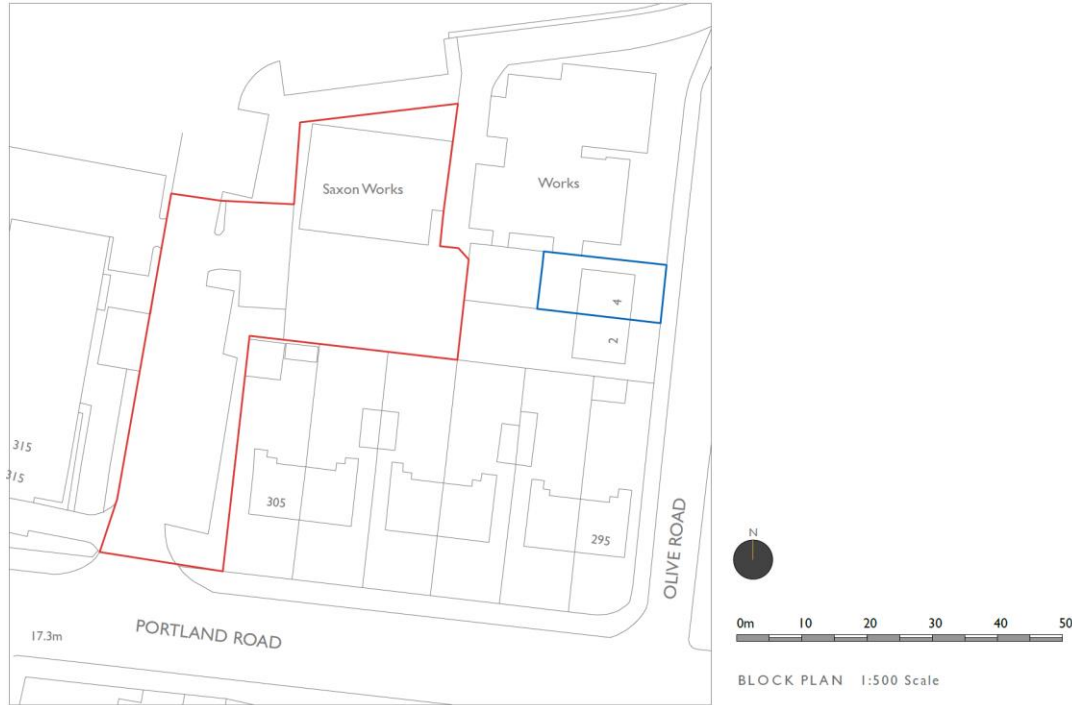 Saxon Works
Works
4
2
315
315
305
295
OLIVE ROAD
PORTLAND ROAD
17.3m
N
0m 10 20 30 40 50
BLOCK PLAN 1:500 Scale